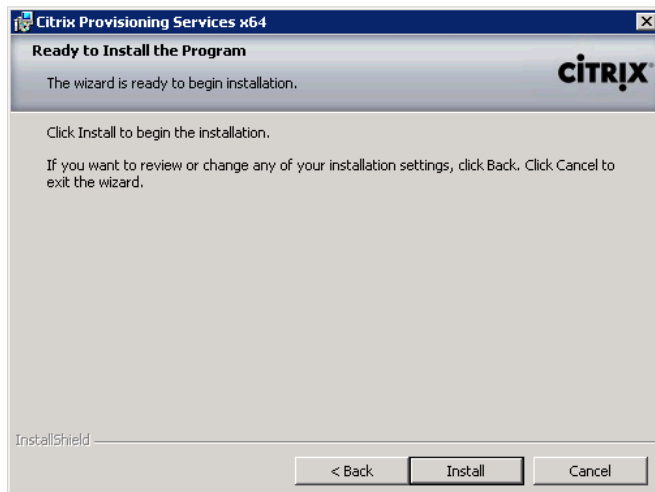 Citrix Provisioning Services x64
Ready to Install the Program
The wizard is ready to begin installation.
CITRIX
Click Install to begin the installation.
If you want to review or change any of your installation settings, click Back. Click Cancel to
exit the wizard.
InstallShield
< Back
Install
Cancel